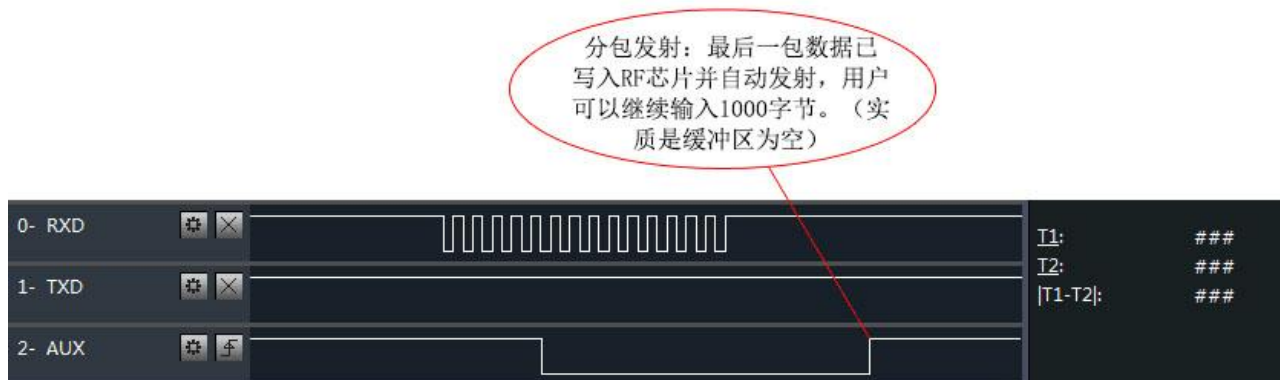 分包发射：最后一包数据已
写入RF芯片并自动发射，用户
可以继续输入1000字节。（实
质是缓冲区为空）
0- RXD
1- TXD
2- AUX
T1: ###
T2: ###
|T1-T2|: ###